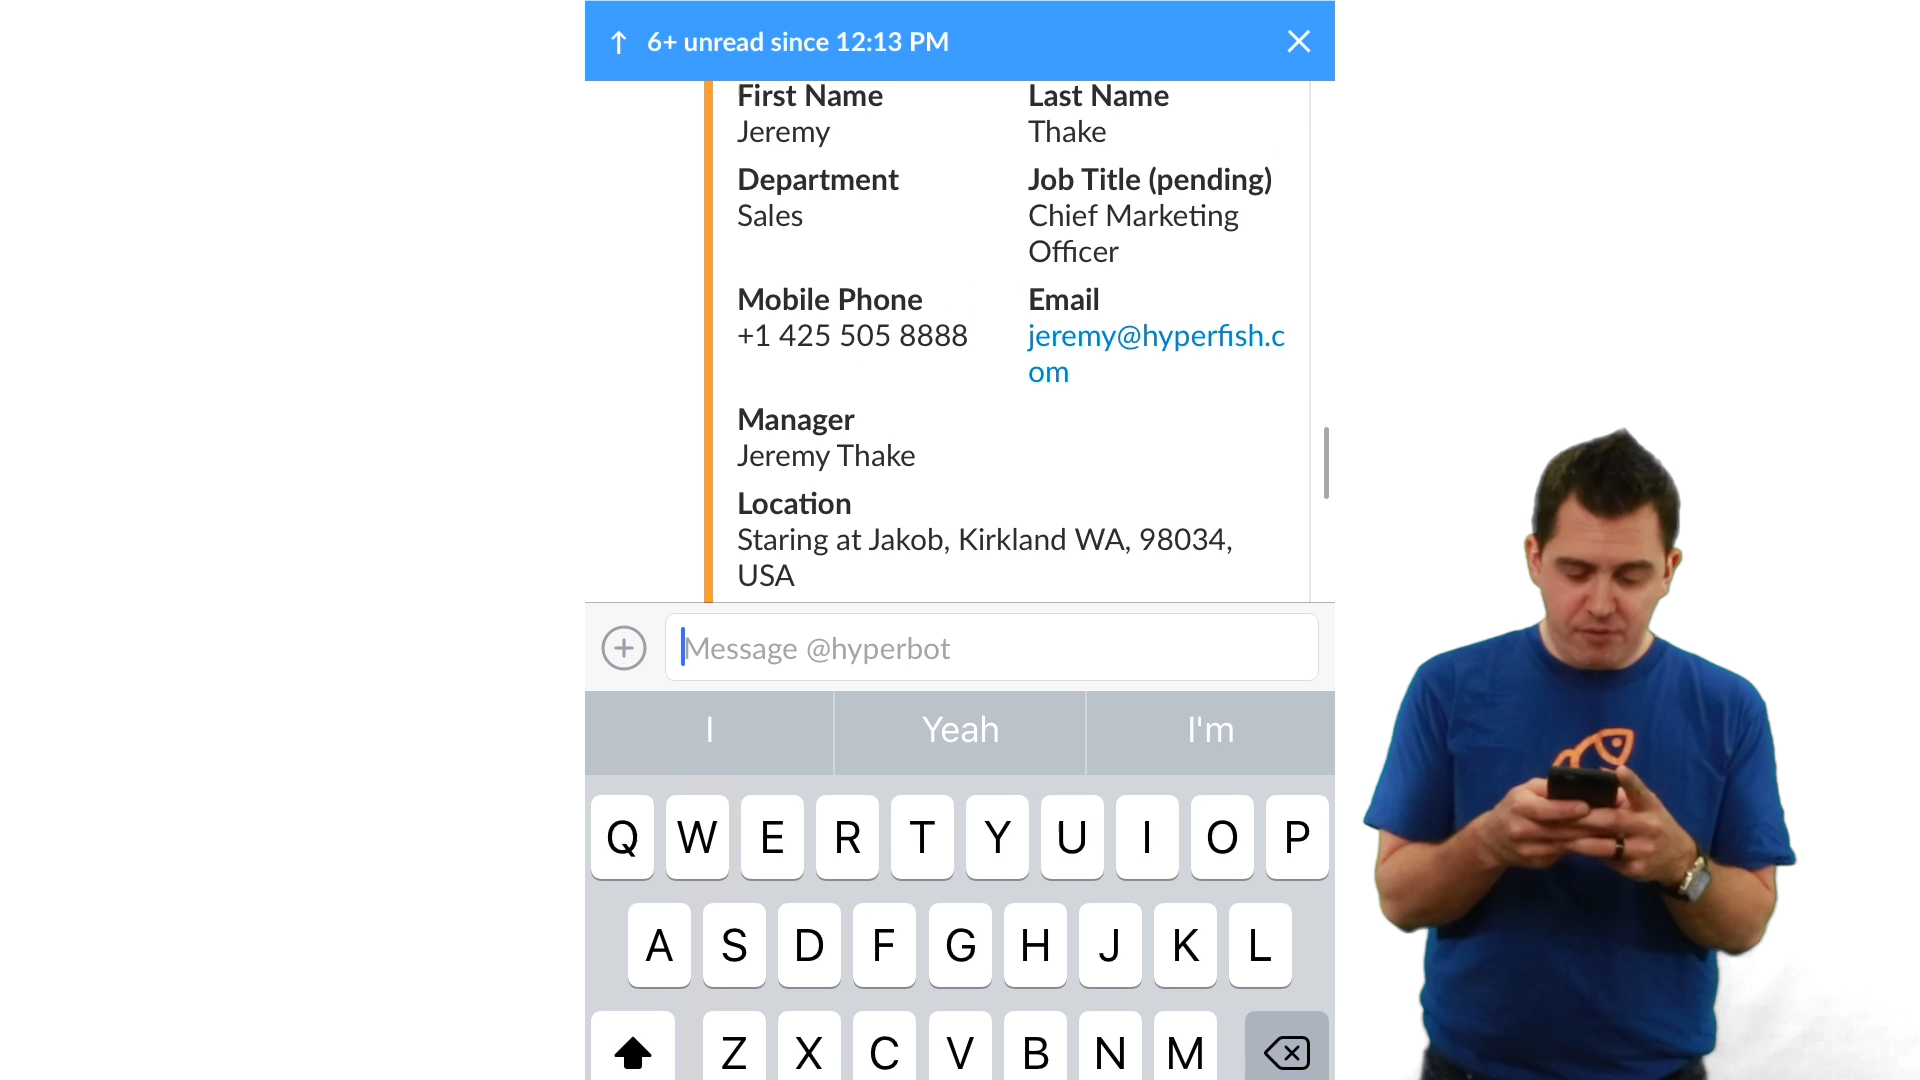 ↑ 6+ unread since 12:13 PM
First Name Last Name
Jeremy Thake
Department Job Title (pending)
Sales Chief Marketing
Officer
Mobile Phone Email
+1 425 505 8888 jeremy@hyperfish.c
om
Manager
Jeremy Thake
Location
Staring at Jakob, Kirkland WA, 98034,
USA
Message @hyperbot
I Yeah I'm
Q W E R T Y U I O P
A S D F G H J K L
Z X C V B N M